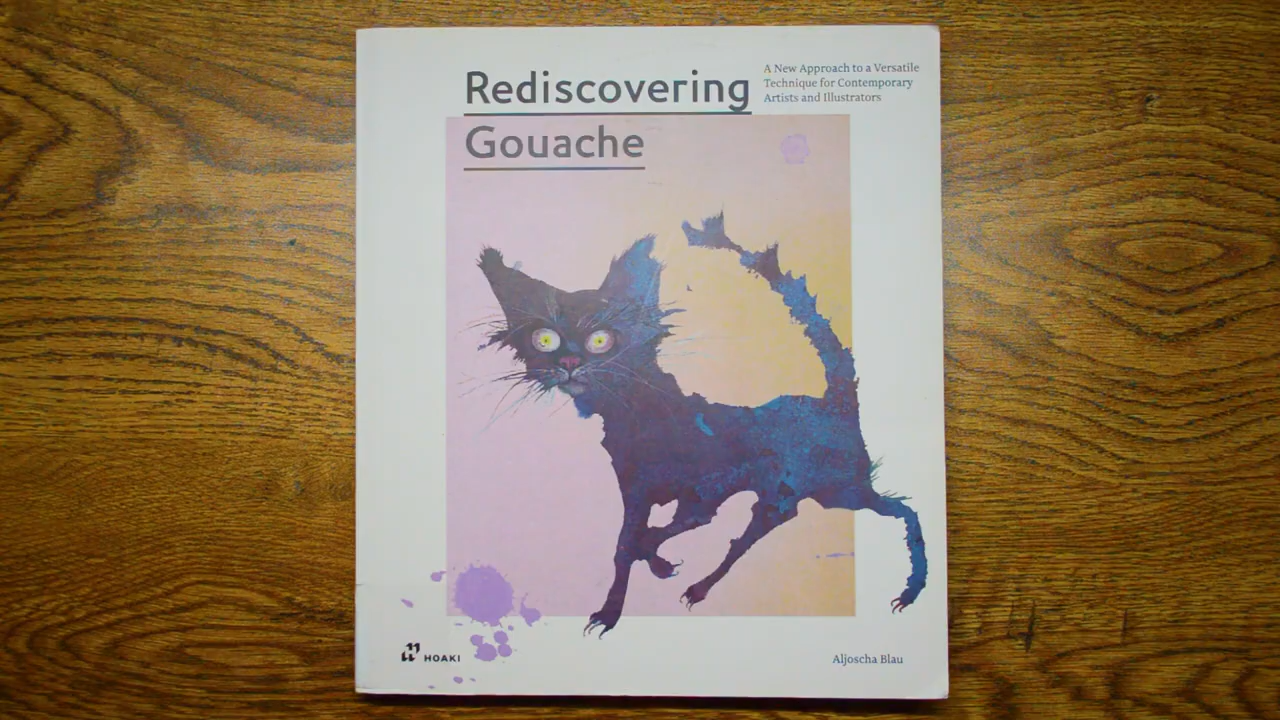 Rediscovering
Gouache
A New Approach to a Versatile
Technique for Contemporary
Artists and Illustrators
HOAKI
Aljoscha Blau